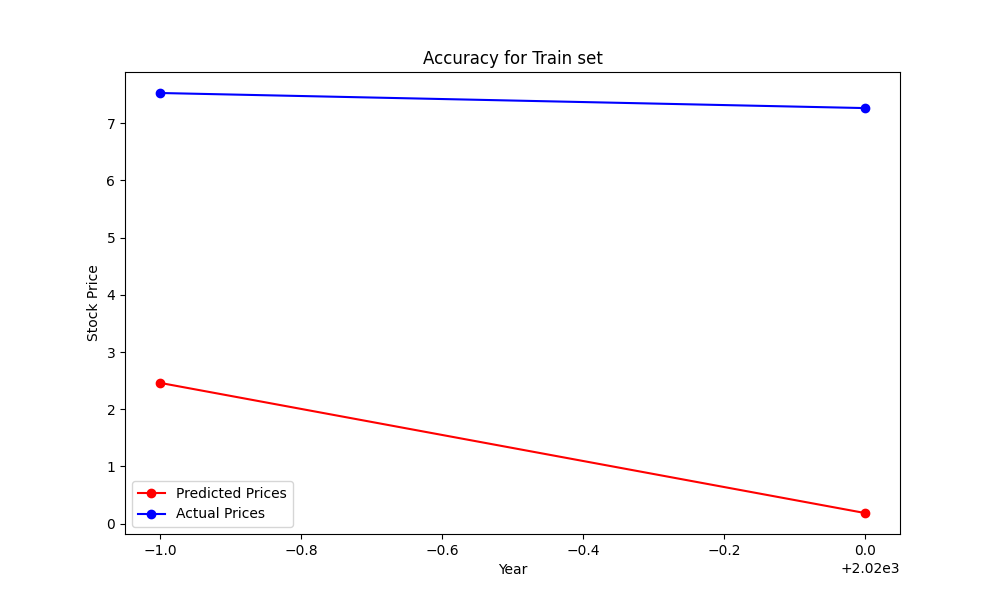 Accuracy for Train set
Stock Price
7
6
5
4
3
2
1
0
Predicted Prices
Actual Prices
−1.0 −0.8 −0.6 −0.4 −0.2 0.0
+2.02e3
Year